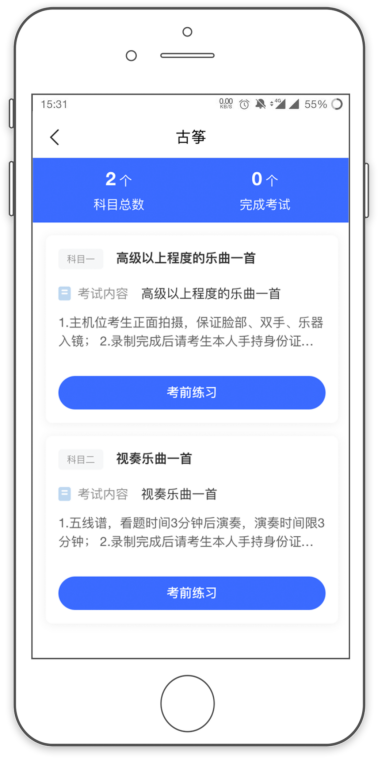 15:31 0.00 KB/S 4G 55%
古筝
2个 0个
科目总数 完成考试
科目一 高级以上程度的乐曲一首
考试内容 高级以上程度的乐曲一首
1.主机位考生正面拍摄，保证脸部、双手、乐器
入镜； 2.录制完成后请考生本人手持身份证...
考前练习
科目二 视奏乐曲一首
考试内容 视奏乐曲一首
1.五线谱，看题时间3分钟后演奏，演奏时间限3
分钟； 2.录制完成后请考生本人手持身份证...
考前练习